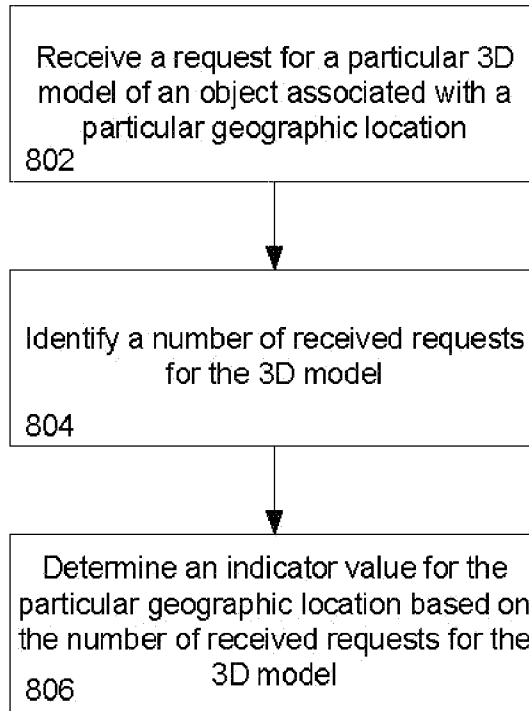 Receive a request for a particular 3D
model of an object associated with a
particular geographic location
802
Identify a number of received requests
for the 3D model
804
Determine an indicator value for the
particular geographic location based on
the number of received requests for the
3D model
806